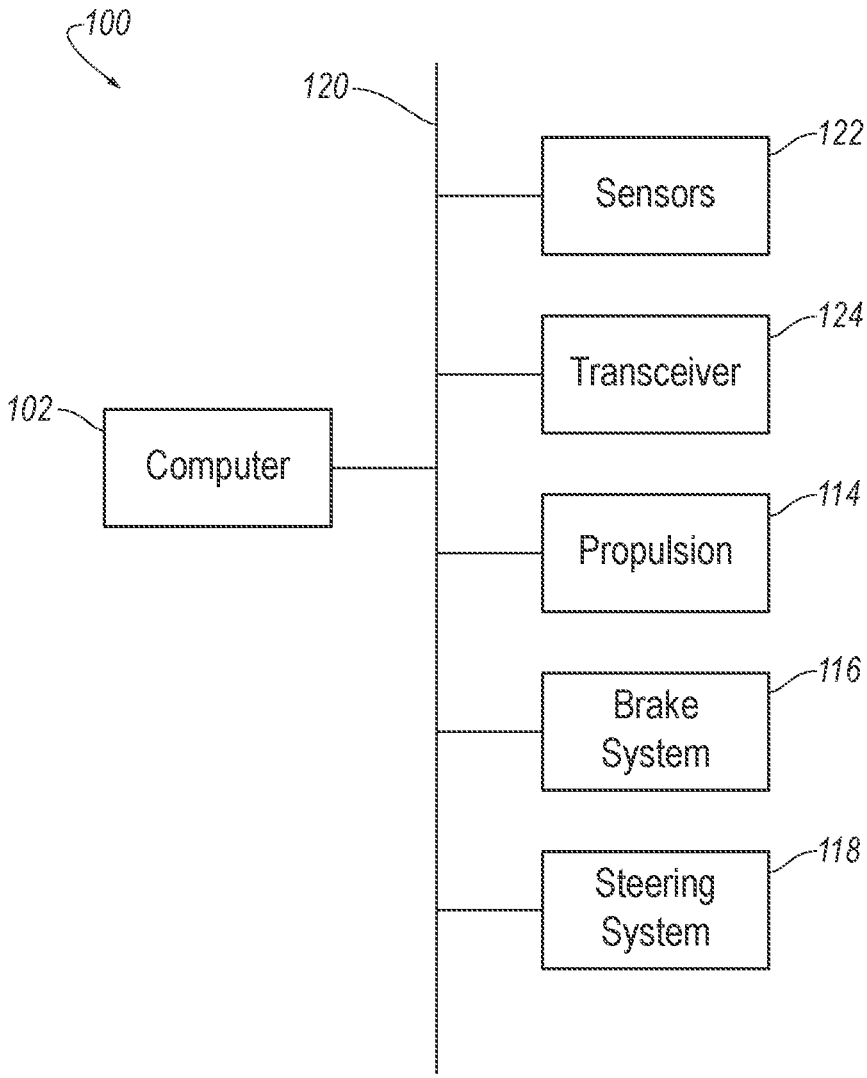 100
120
122
Sensors
124
Transceiver
102
Computer
114
Propulsion
116
Brake
System
118
Steering
System